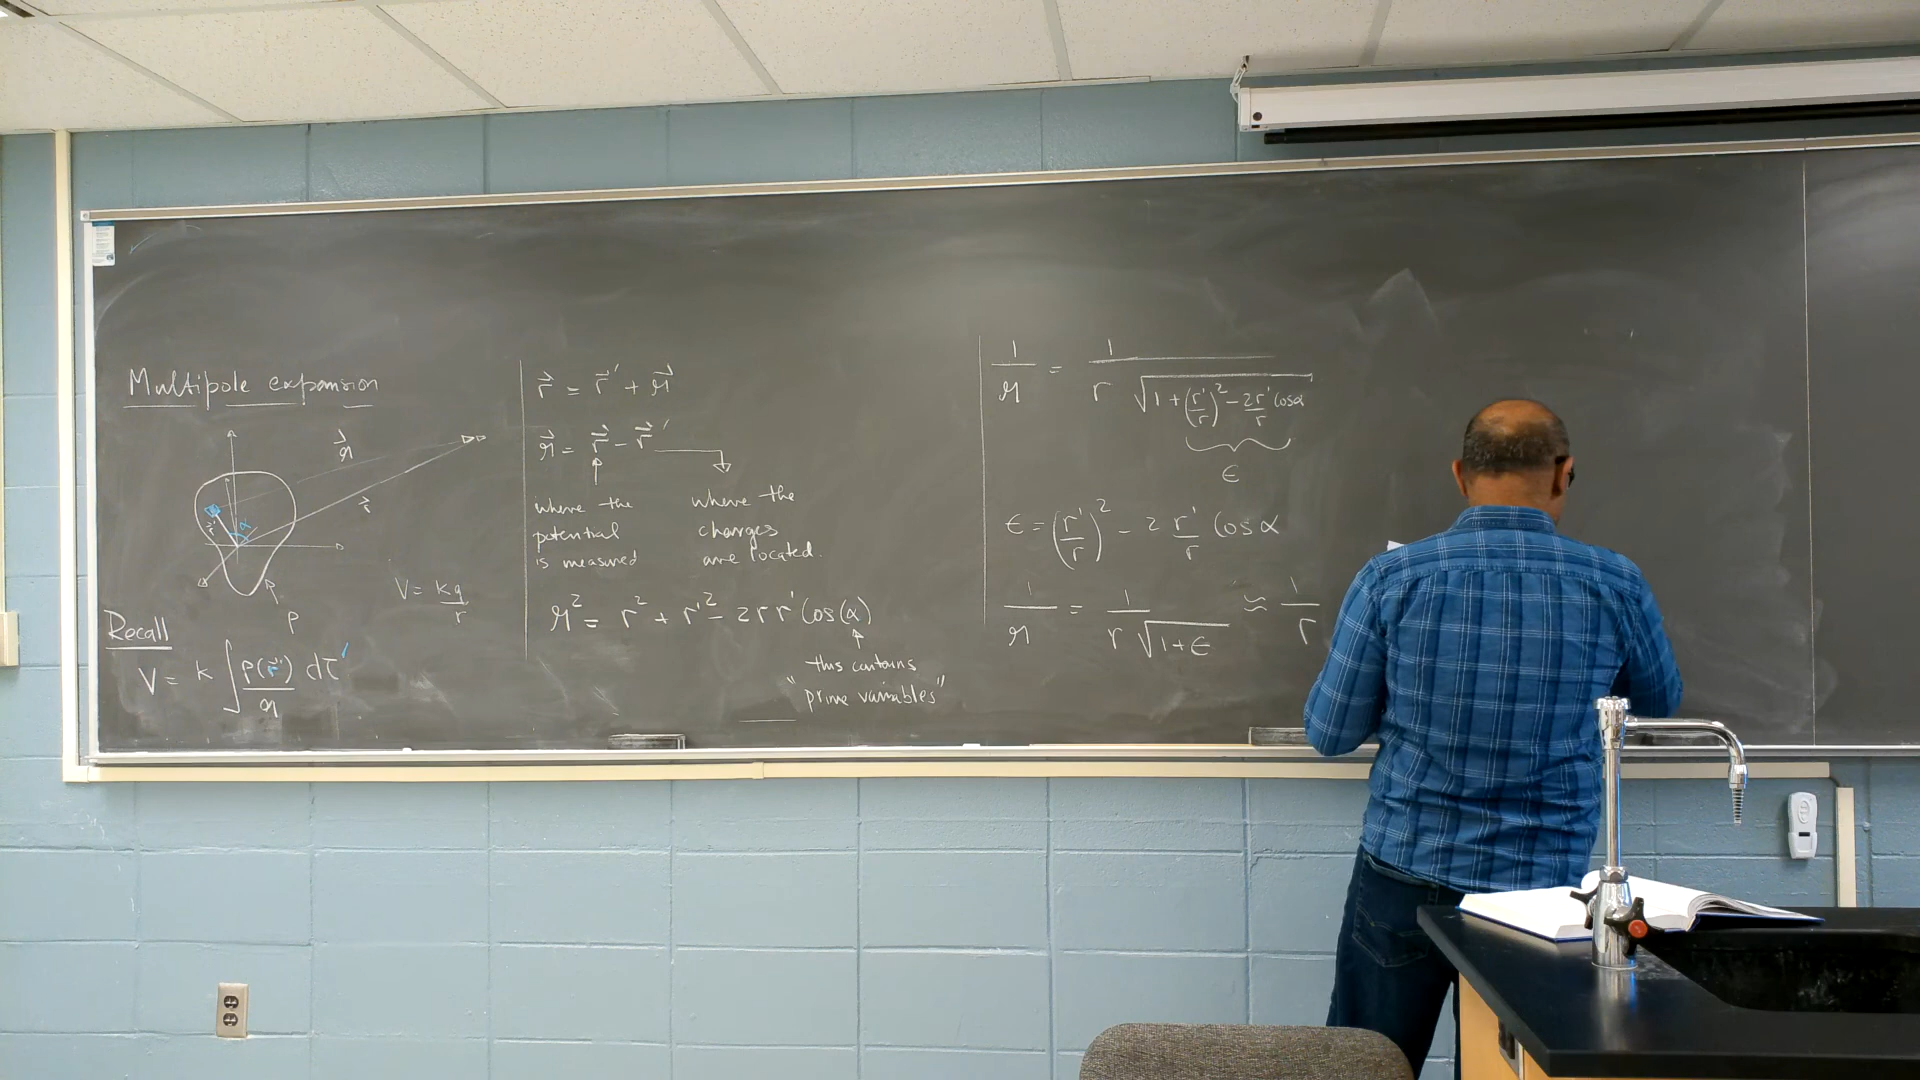 Multipole expansion
𝓇⃗
r⃗
r⃗'
α
ρ
V = kq/r
Recall
V = k ∫ ρ(r⃗')/𝓇 dτ'
r⃗ = r⃗' + 𝓇⃗
𝓇⃗ = r⃗ - r⃗'
where the
potential
is measured
where the
charges
are located.
𝓇² = r² + r'² - 2rr' Cos(α)
this contains
"prime variables"
1/𝓇 = 1/(r √(1 + (r'/r)² - 2r'/r cosα))
ϵ
ϵ = (r'/r)² - 2 r'/r Cos α
1/𝓇 = 1/(r √(1+ϵ)) ≈ 1/r